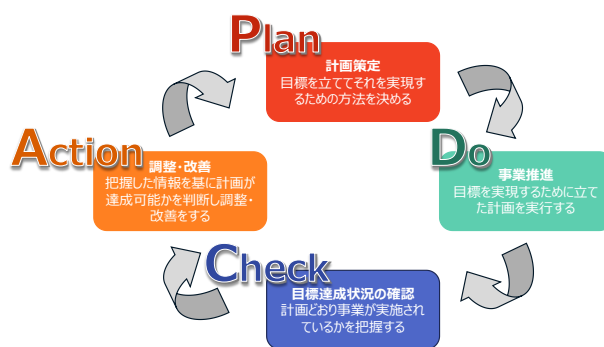 Plan
計画策定
目標を立ててそれを実現す
るための方法を決める
Do
事業推進
目標を実現するために立て
た計画を実行する
Check
目標達成状況の確認
計画どおり事業が実施され
ているかを把握する
Action
調整・改善
把握した情報を基に計画が
達成可能かを判断し調整・
改善をする